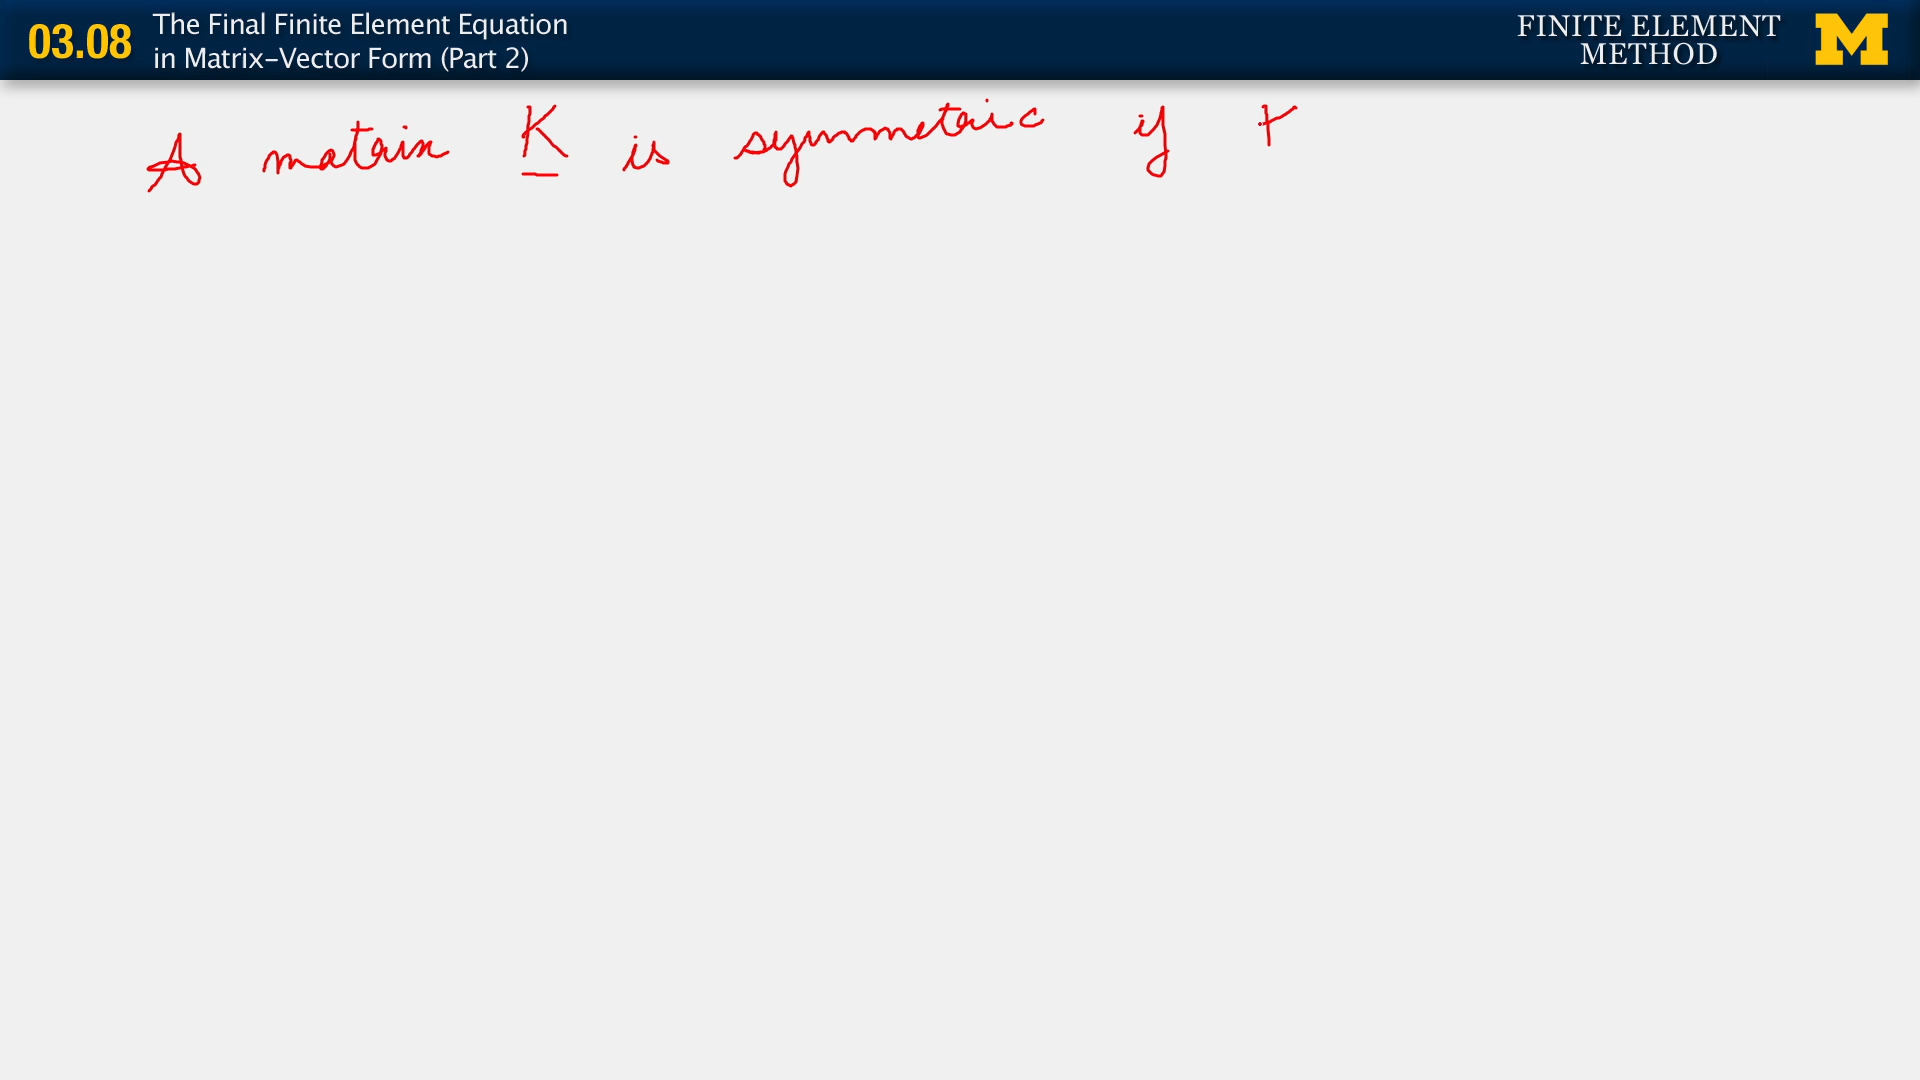 03.08
The Final Finite Element Equation
in Matrix–Vector Form (Part 2)
FINITE ELEMENT
METHOD
M
A matrix K is symmetric if